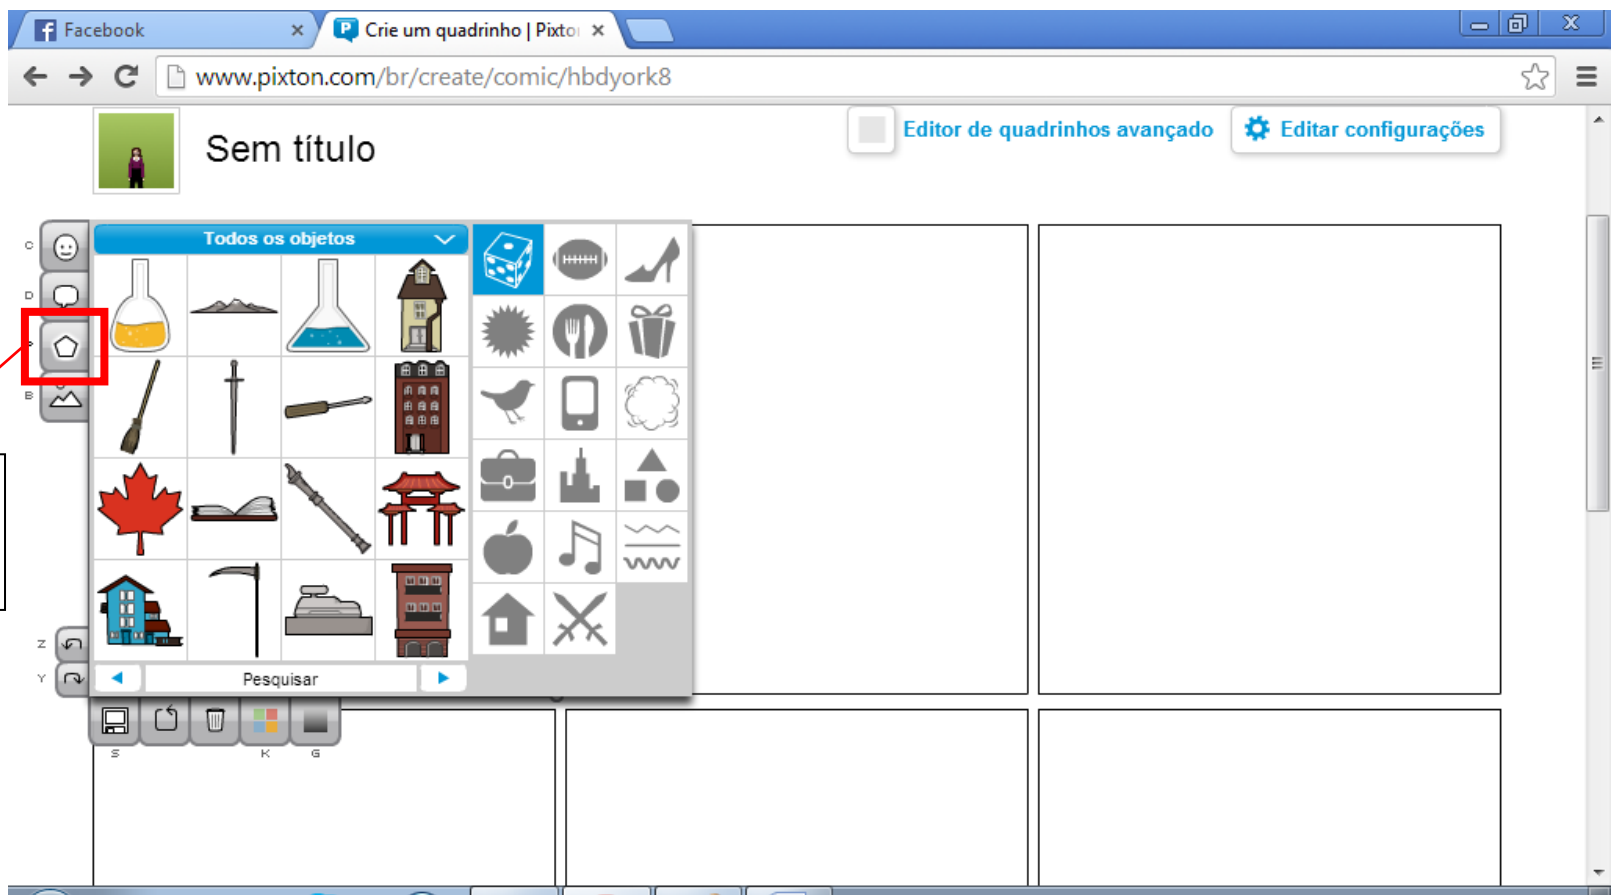 Facebook
Crie um quadrinho | Pixto
www.pixton.com/br/create/comic/hbdyork8
Sem título
Editor de quadrinhos avançado
Editar configurações
C
Todos os objetos
D
B
Z
Y
Pesquisar
S
K
G